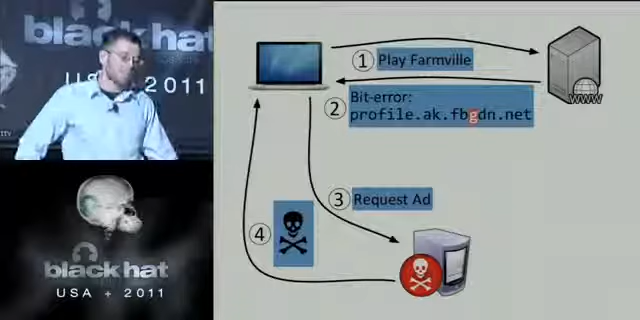 black hat
USA 2011
black hat
USA + 2011
1 Play Farmville
2 Bit-error:
profile.ak.fbgdn.net
www
3 Request Ad
4